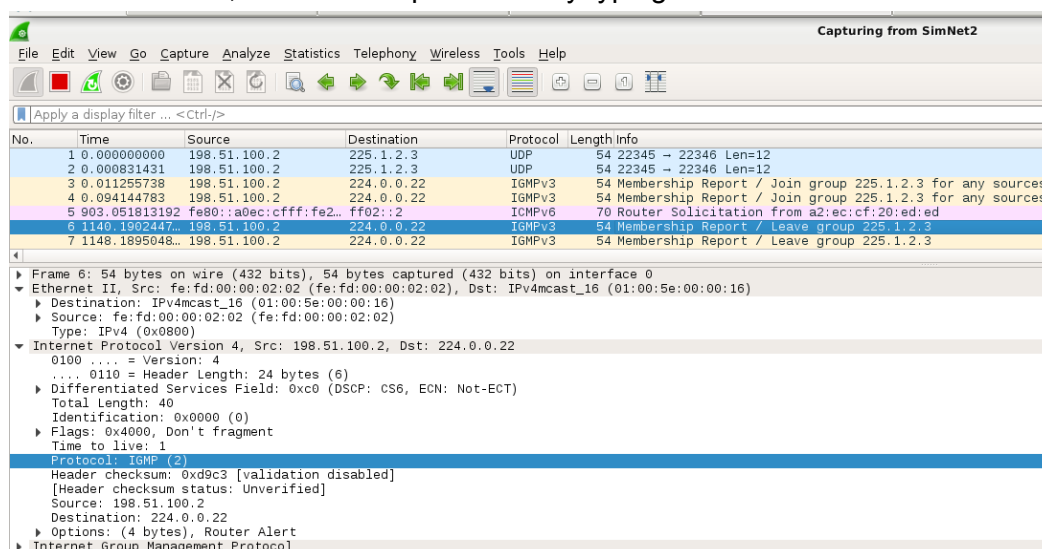 Capturing from SimNet2
File Edit View Go Capture Analyze Statistics Telephony Wireless Tools Help
Apply a display filter ... <Ctrl-/>
No. Time Source Destination Protocol Length Info
1 0.000000000 198.51.100.2 225.1.2.3 UDP 54 22345 → 22346 Len=12
2 0.000831431 198.51.100.2 225.1.2.3 UDP 54 22345 → 22346 Len=12
3 0.011255738 198.51.100.2 224.0.0.22 IGMPv3 54 Membership Report / Join group 225.1.2.3 for any sources
4 0.094144783 198.51.100.2 224.0.0.22 IGMPv3 54 Membership Report / Join group 225.1.2.3 for any sources
5 903.051813192 fe80::a0ec:cfff:fe2… ff02::2 ICMPv6 70 Router Solicitation from a2:ec:cf:20:ed:ed
6 1140.1902447… 198.51.100.2 224.0.0.22 IGMPv3 54 Membership Report / Leave group 225.1.2.3
7 1148.1895048… 198.51.100.2 224.0.0.22 IGMPv3 54 Membership Report / Leave group 225.1.2.3
Frame 6: 54 bytes on wire (432 bits), 54 bytes captured (432 bits) on interface 0
Ethernet II, Src: fe:fd:00:00:02:02 (fe:fd:00:00:02:02), Dst: IPv4mcast_16 (01:00:5e:00:00:16)
Destination: IPv4mcast_16 (01:00:5e:00:00:16)
Source: fe:fd:00:00:02:02 (fe:fd:00:00:02:02)
Type: IPv4 (0x0800)
Internet Protocol Version 4, Src: 198.51.100.2, Dst: 224.0.0.22
0100 .... = Version: 4
.... 0110 = Header Length: 24 bytes (6)
Differentiated Services Field: 0xc0 (DSCP: CS6, ECN: Not-ECT)
Total Length: 40
Identification: 0x0000 (0)
Flags: 0x4000, Don't fragment
Time to live: 1
Protocol: IGMP (2)
Header checksum: 0xd9c3 [validation disabled]
[Header checksum status: Unverified]
Source: 198.51.100.2
Destination: 224.0.0.22
Options: (4 bytes), Router Alert
Internet Group Management Protocol